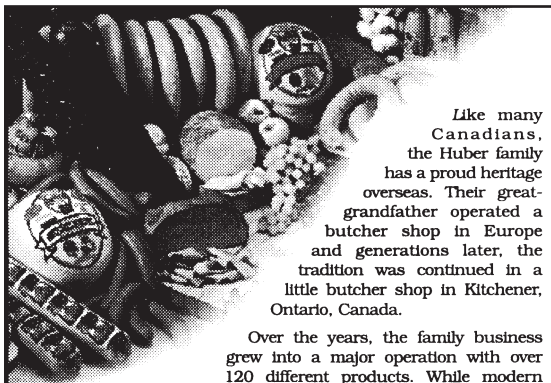 Like many
Canadians,
the Huber family
has a proud heritage
overseas. Their great-
grandfather operated a
butcher shop in Europe
and generations later, the
tradition was continued in a
little butcher shop in Kitchener,
Ontario, Canada.
Over the years, the family business
grew into a major operation with over
120 different products. While modern